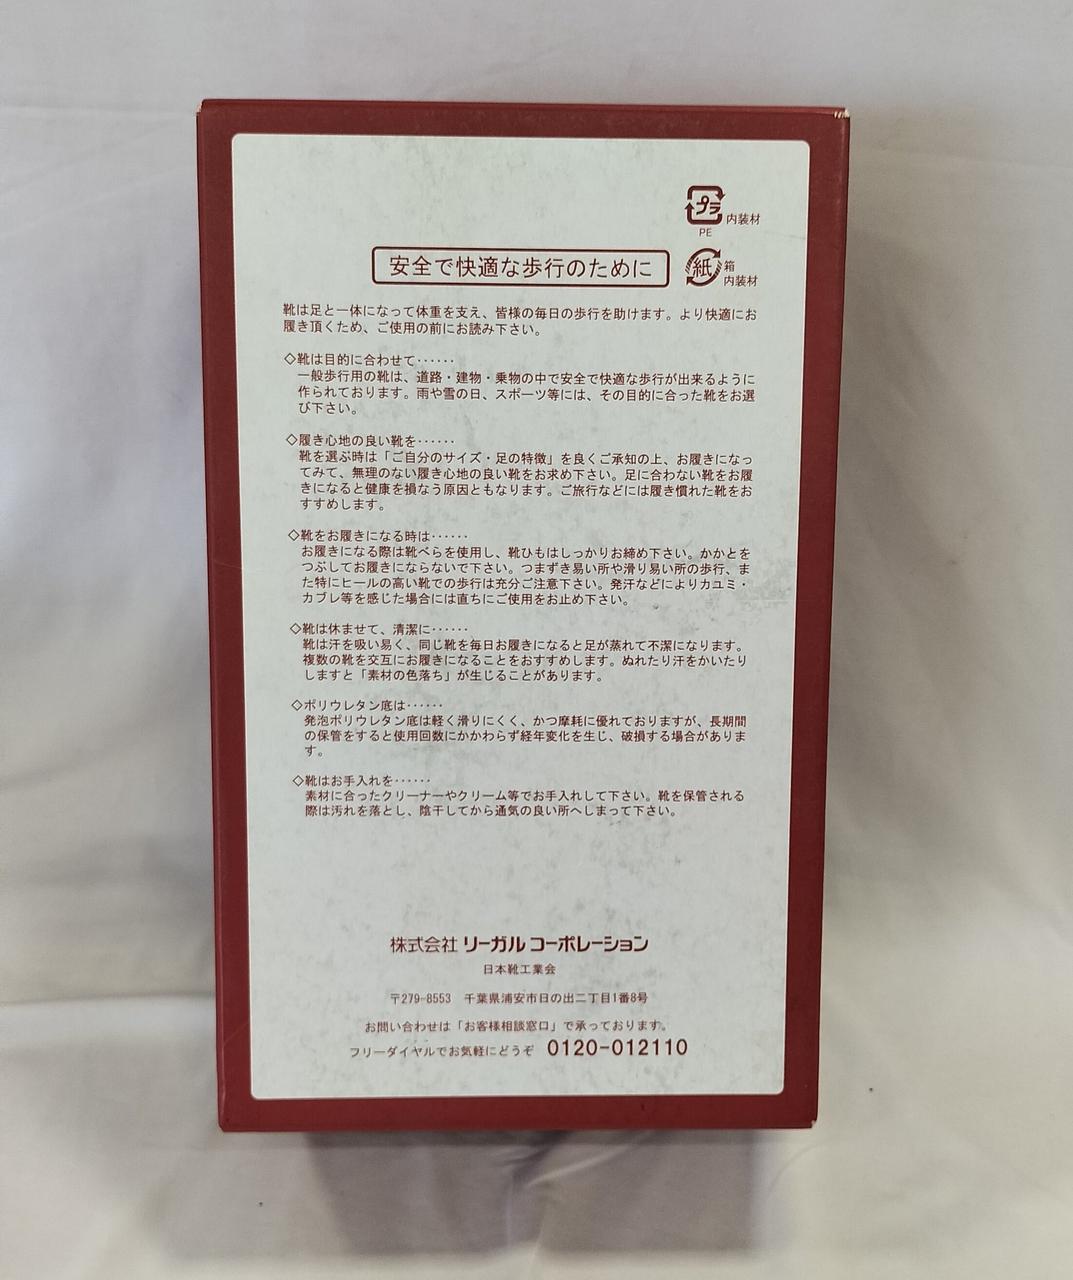 プラ 内装材
PE
安全で快適な歩行のために
紙 箱
内装材
靴は足と一体になって体重を支え、皆様の毎日の歩行を助けます。より快適にお
履き頂くため、ご使用の前にお読み下さい。
◇靴は目的に合わせて‥‥‥
一般歩行用の靴は、道路・建物・乗物の中で安全で快適な歩行が出来るように
作られております。雨や雪の日、スポーツ等には、その目的に合った靴をお選
び下さい。
◇履き心地の良い靴を‥‥‥
靴を選ぶ時は「ご自分のサイズ・足の特徴」を良くご承知の上、お履きになっ
てみて、無理のない履き心地の良い靴をお求め下さい。足に合わない靴をお履
きになると健康を損なう原因ともなります。ご旅行などには履き慣れた靴をお
すすめします。
◇靴をお履きになる時は‥‥‥
お履きになる際は靴べらを使用し、靴ひもはしっかりお締め下さい。かかとを
つぶしてお履きにならないで下さい。つまずき易い所や滑り易い所の歩行、ま
た特にヒールの高い靴での歩行は充分ご注意下さい。発汗などによりカユミ・
カブレ等を感じた場合には直ちにご使用をお止め下さい。
◇靴は休ませて、清潔に‥‥‥
靴は汗を吸い易く、同じ靴を毎日お履きになると足が蒸れて不潔になります。
複数の靴を交互にお履きになることをおすすめします。ぬれたり汗をかいたり
しますと「素材の色落ち」が生じることがあります。
◇ポリウレタン底は‥‥‥
発泡ポリウレタン底は軽く滑りにくく、かつ摩耗に優れておりますが、長期間
の保管をすると使用回数にかかわらず経年変化を生じ、破損する場合がありま
す。
◇靴はお手入れを‥‥‥
素材に合ったクリーナーやクリーム等でお手入れして下さい。靴を保管される
際は汚れを落とし、陰干してから通気の良い所へしまって下さい。
株式会社 リーガル コーポレーション
日本靴工業会
〒279-8553 千葉県浦安市日の出二丁目1番8号
お問い合わせは「お客様相談窓口」で承っております。
フリーダイヤルでお気軽にどうぞ 0120-012110